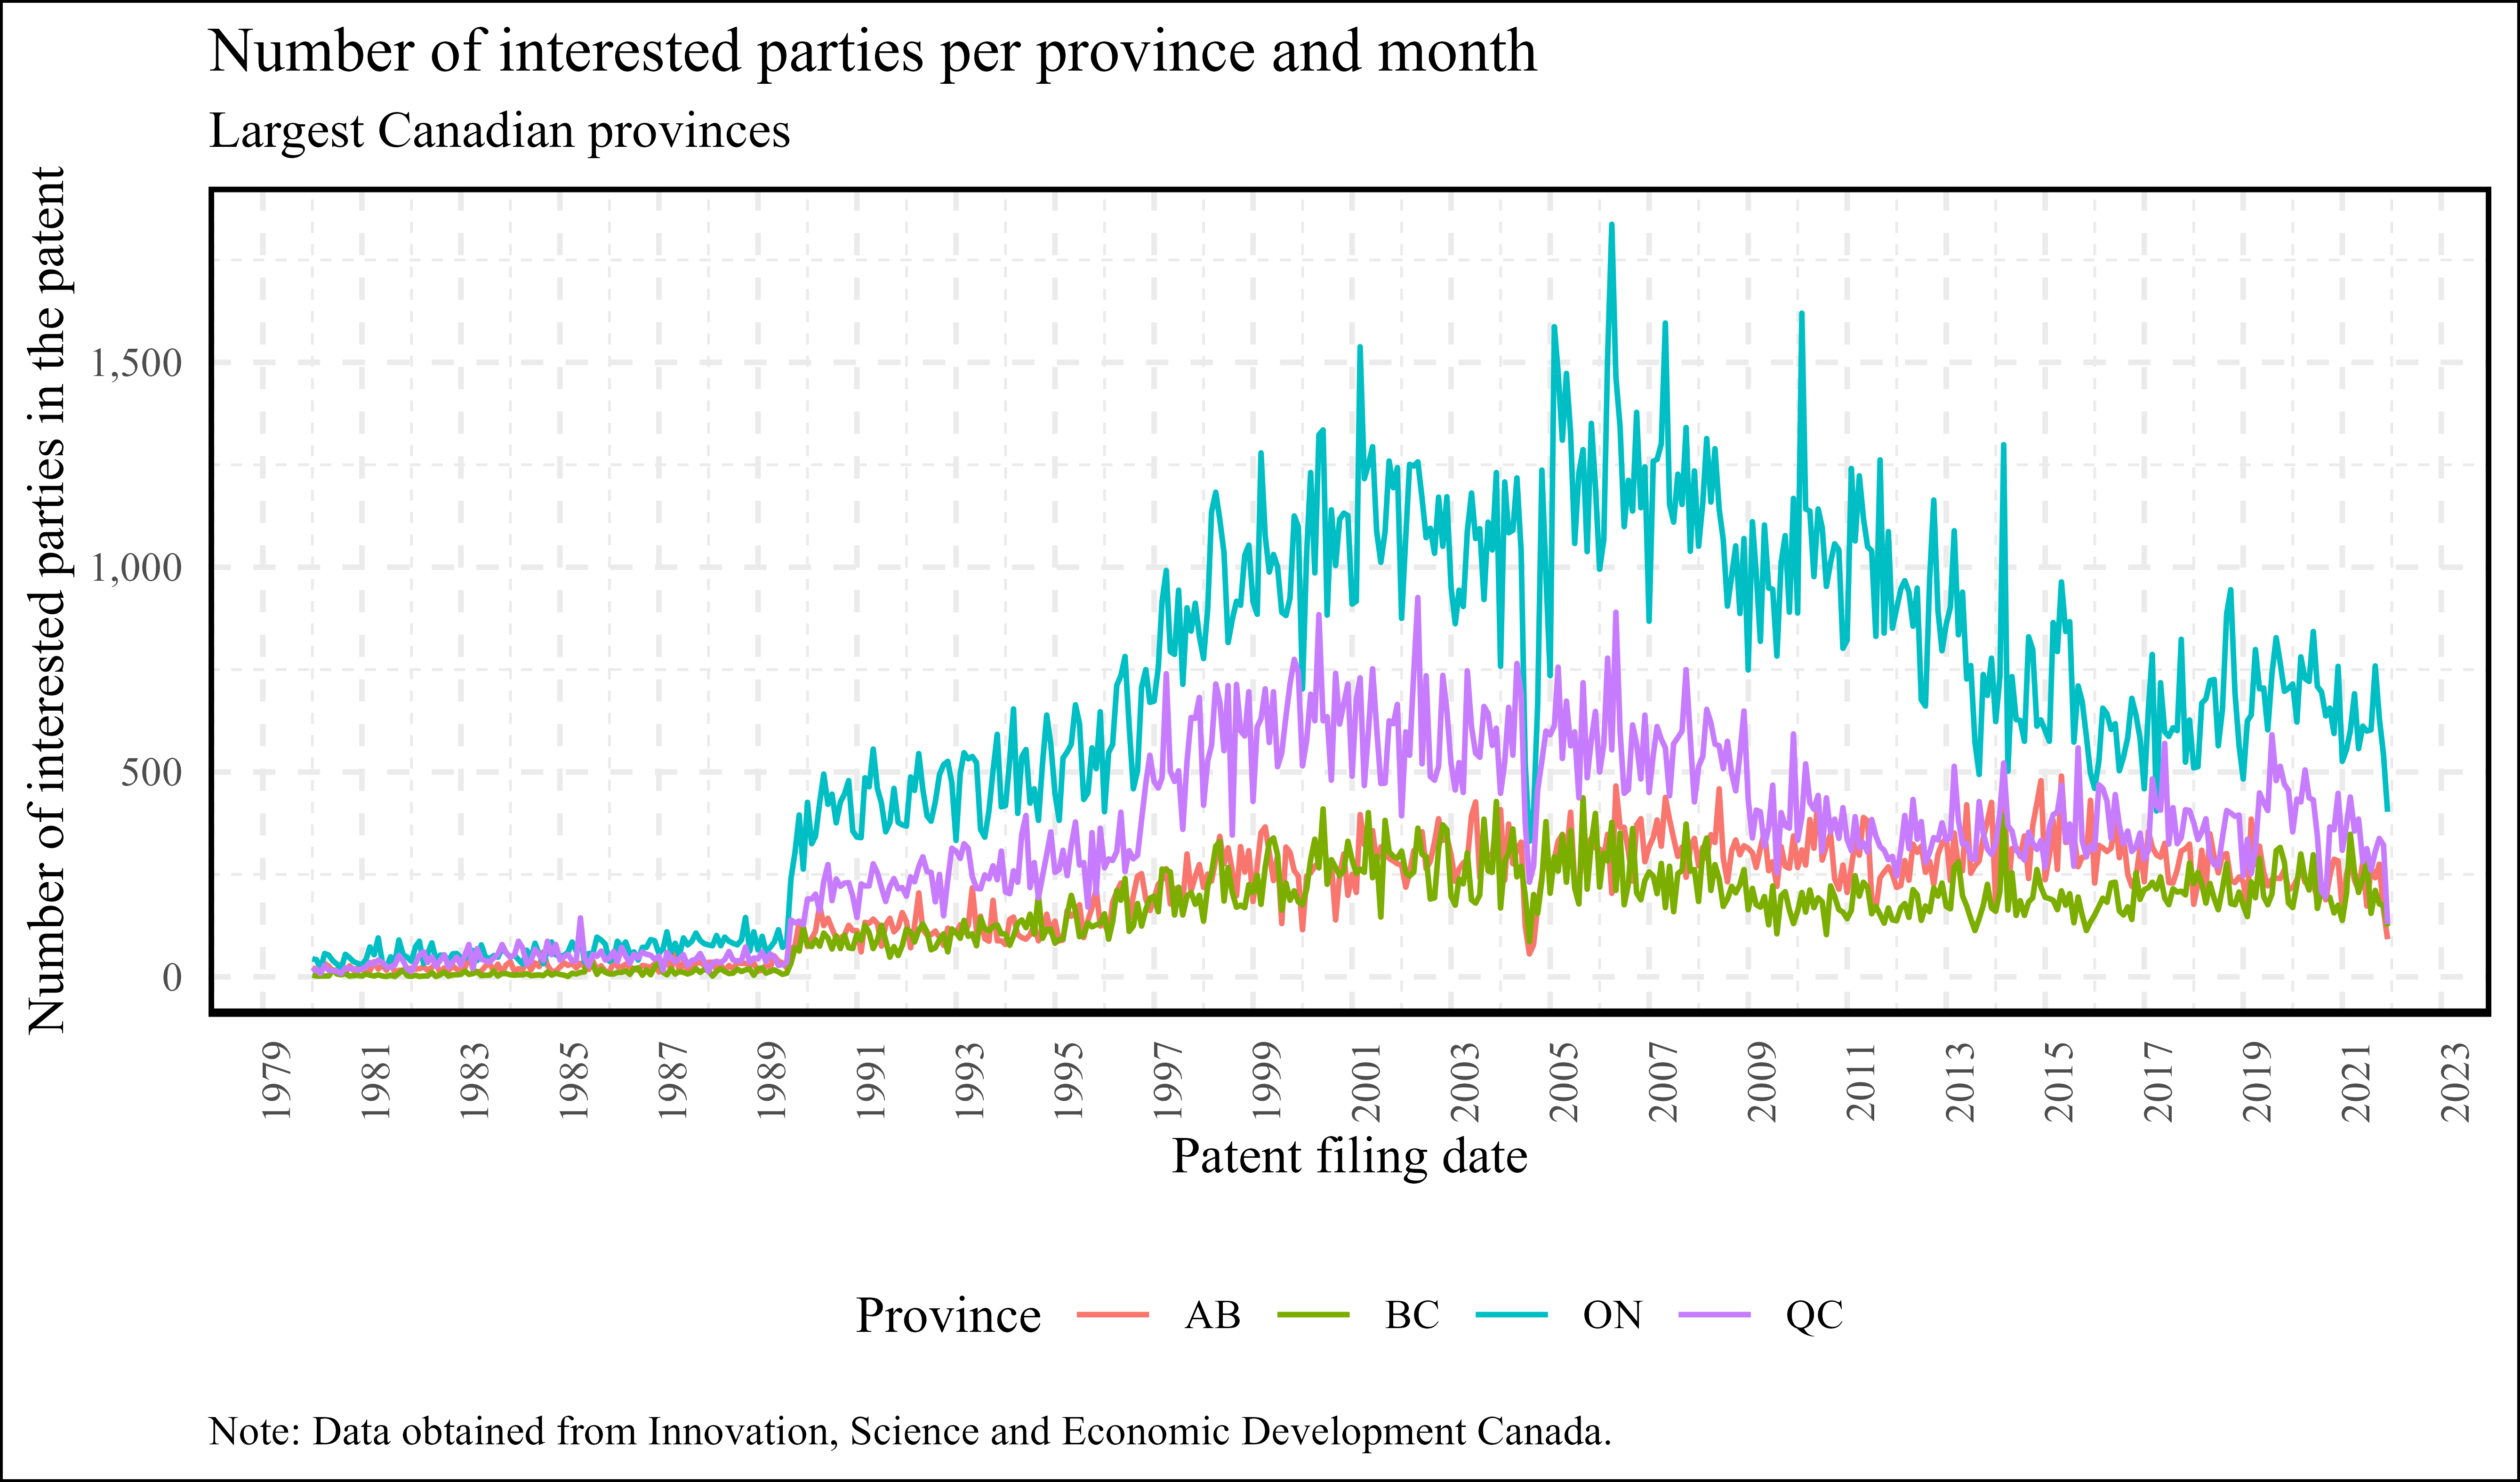 Number of interested parties per province and month
Largest Canadian provinces
Number of interested parties in the patent
1,500
1,000
500
0
1979 1981 1983 1985 1987 1989 1991 1993 1995 1997 1999 2001 2003 2005 2007 2009 2011 2013 2015 2017 2019 2021 2023
Patent filing date
Province AB BC ON QC
Note: Data obtained from Innovation, Science and Economic Development Canada.